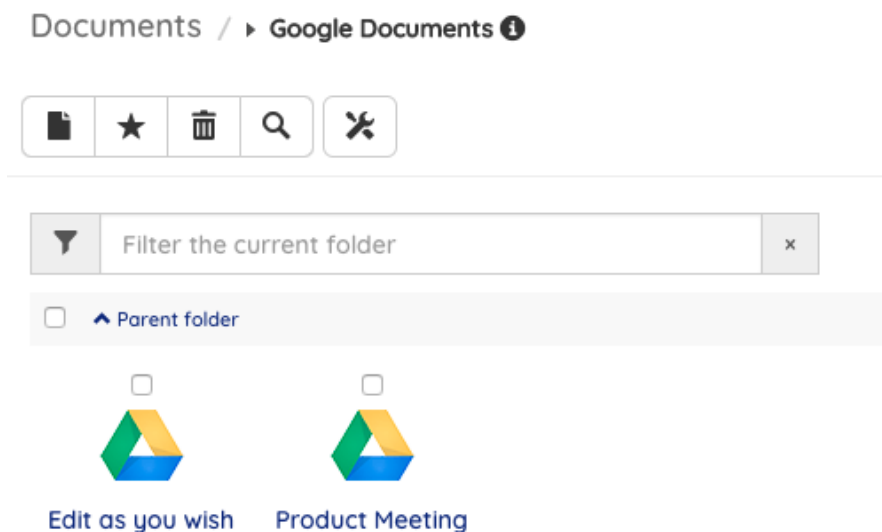 Documents / Google Documents
Filter the current folder ×
Parent folder
Edit as you wish Product Meeting